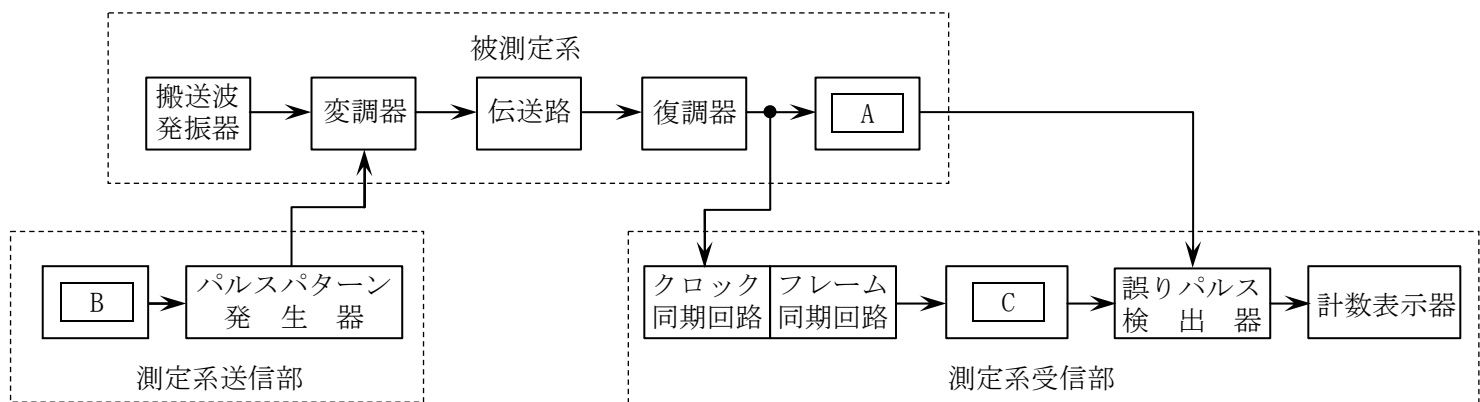 被測定系
搬送波
発振器
変調器
伝送路
復調器
A
B
パルスパターン
発生器
測定系送信部
クロック
同期回路
フレーム
同期回路
C
誤りパルス
検出器
計数表示器
測定系受信部